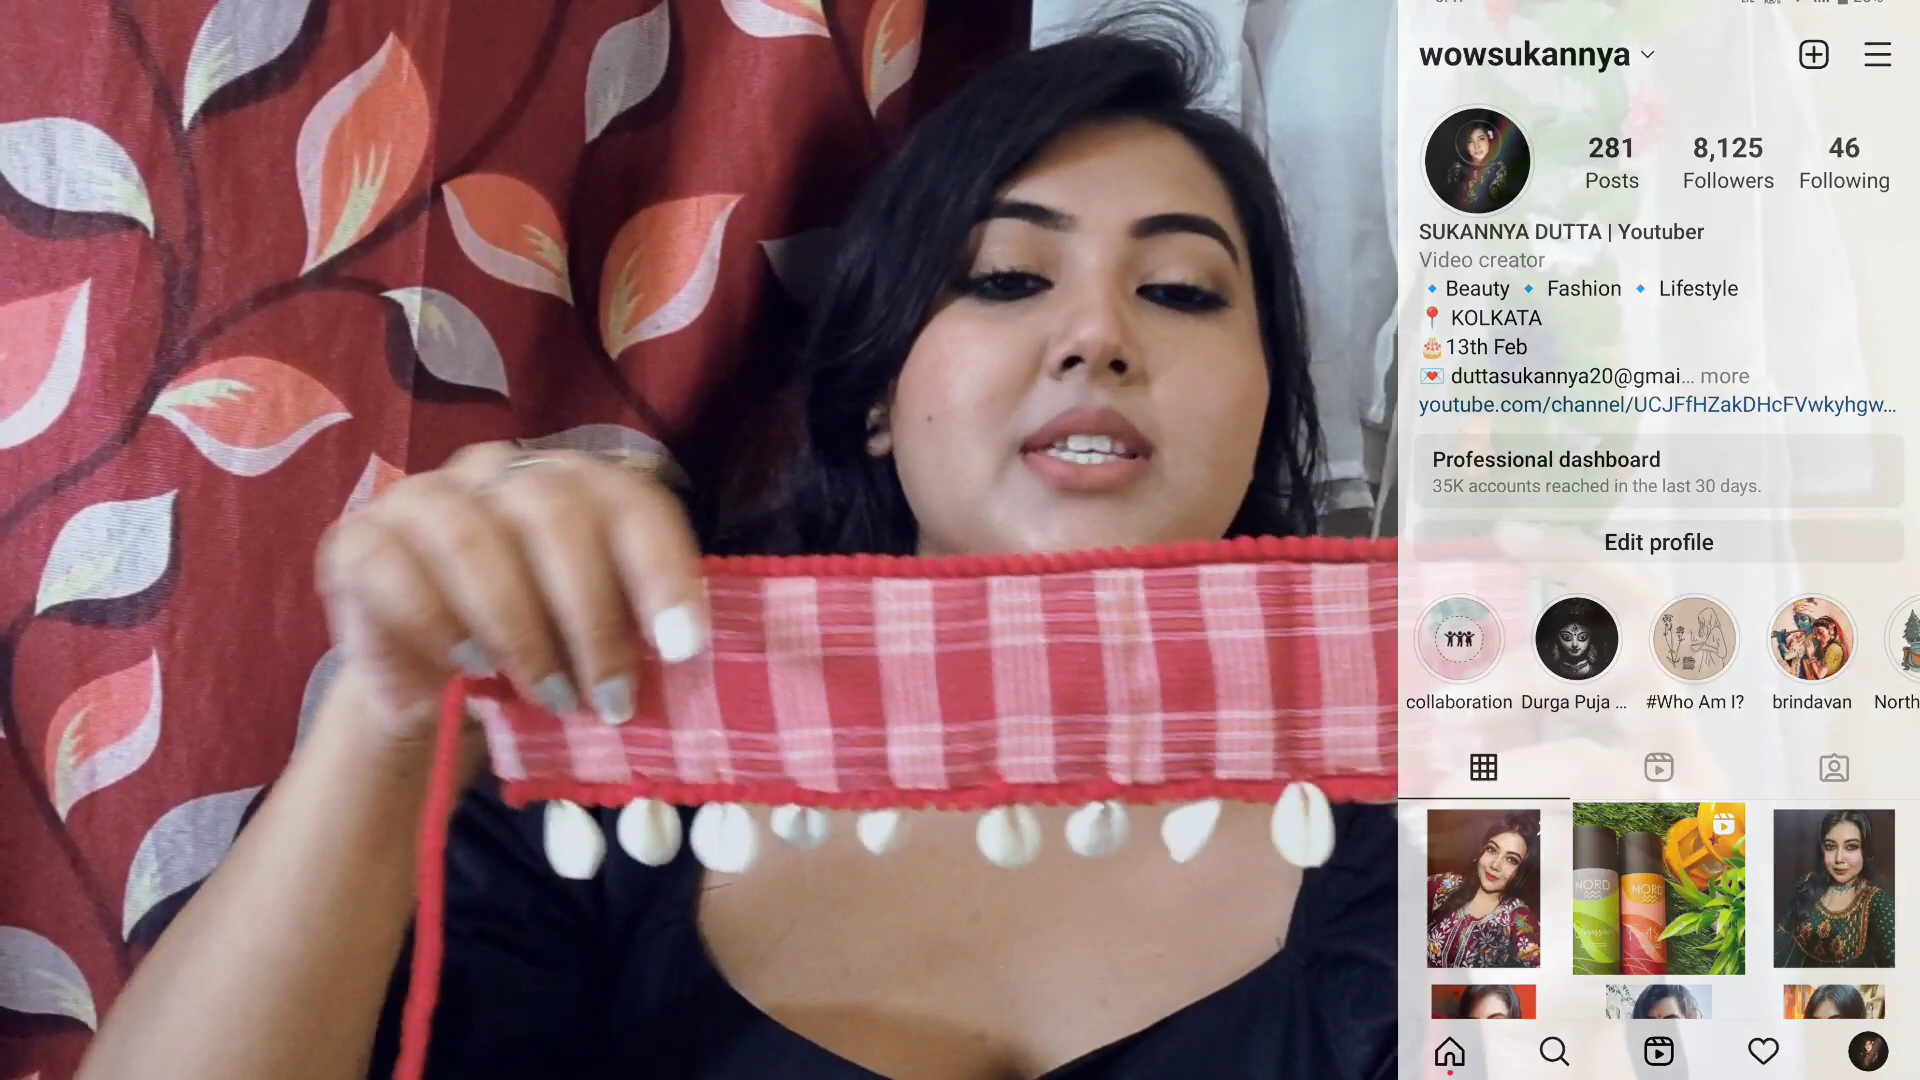 wowsukannya
281 8,125 46
Posts Followers Following
SUKANNYA DUTTA | Youtuber
Video creator
🔹 Beauty 🔹 Fashion 🔹 Lifestyle
📍 KOLKATA
🎂13th Feb
💌 duttasukannya20@gmai... more
youtube.com/channel/UCJFfHZakDHcFVwkyhgw...
Professional dashboard
35K accounts reached in the last 30 days.
Edit profile
collaboration Durga Puja ... #Who Am I? brindavan North
NORD NORD